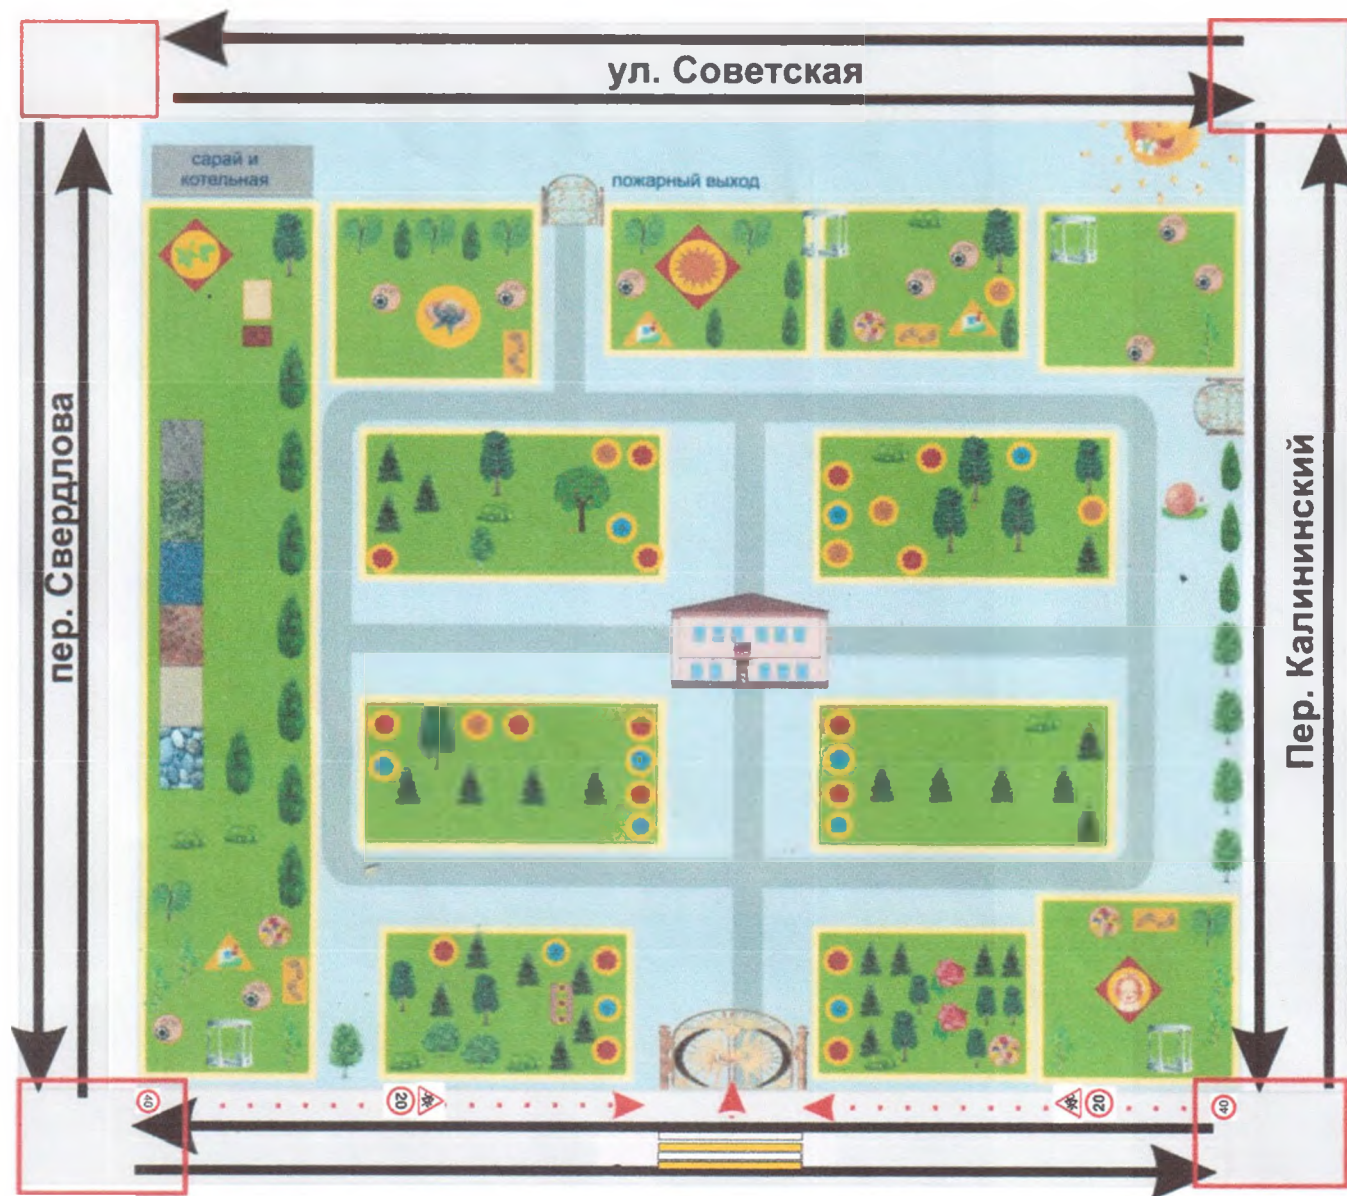 ул. Советская
сарай и
котельная
пожарный выход
пер. Свердлова
Пер. Калининский
40
20
20
40